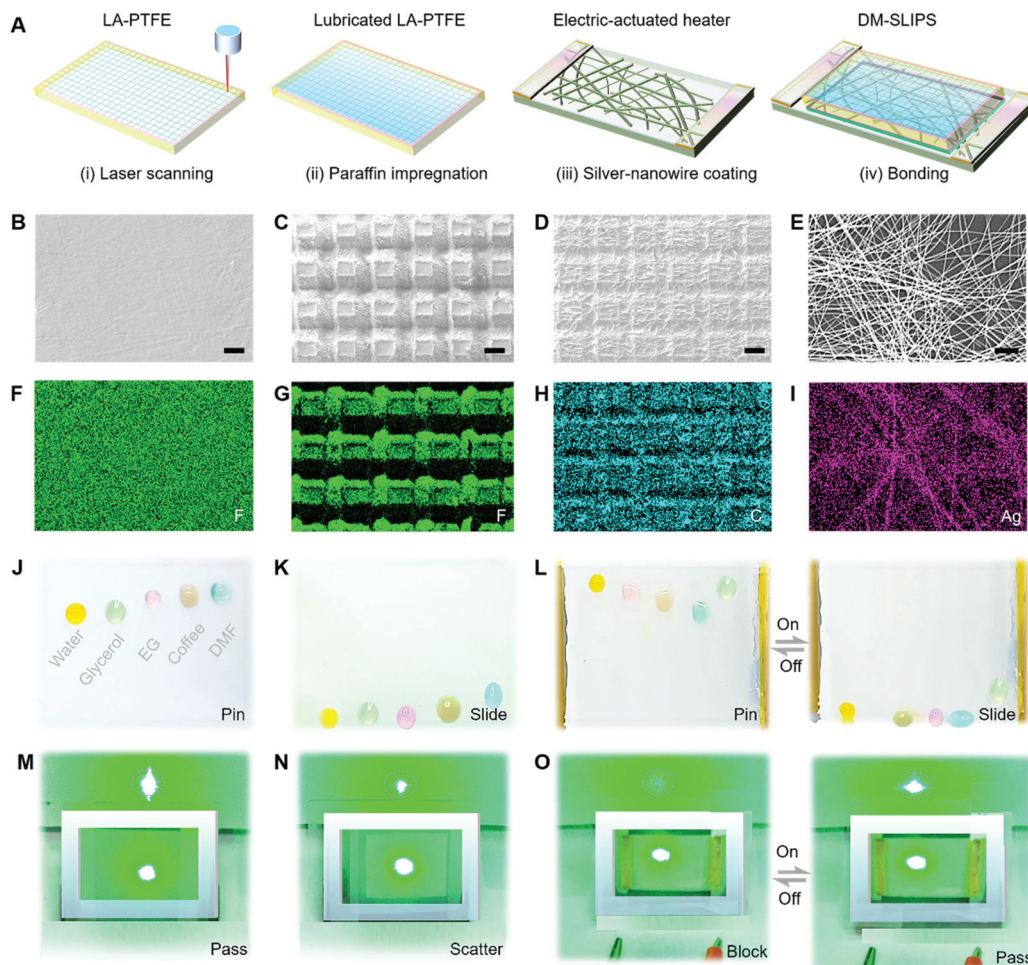 A
LA-PTFE
Lubricated LA-PTFE
Electric-actuated heater
DM-SLIPS
(i) Laser scanning
(ii) Paraffin impregnation
(iii) Silver-nanowire coating
(iv) Bonding
B
C
D
E
F
F
G
F
H
C
I
Ag
J
Water
Glycerol
EG
Coffee
DMF
Pin
K
Slide
L
Pin
On
Off
Slide
M
Pass
N
Scatter
O
Block
On
Off
Pass